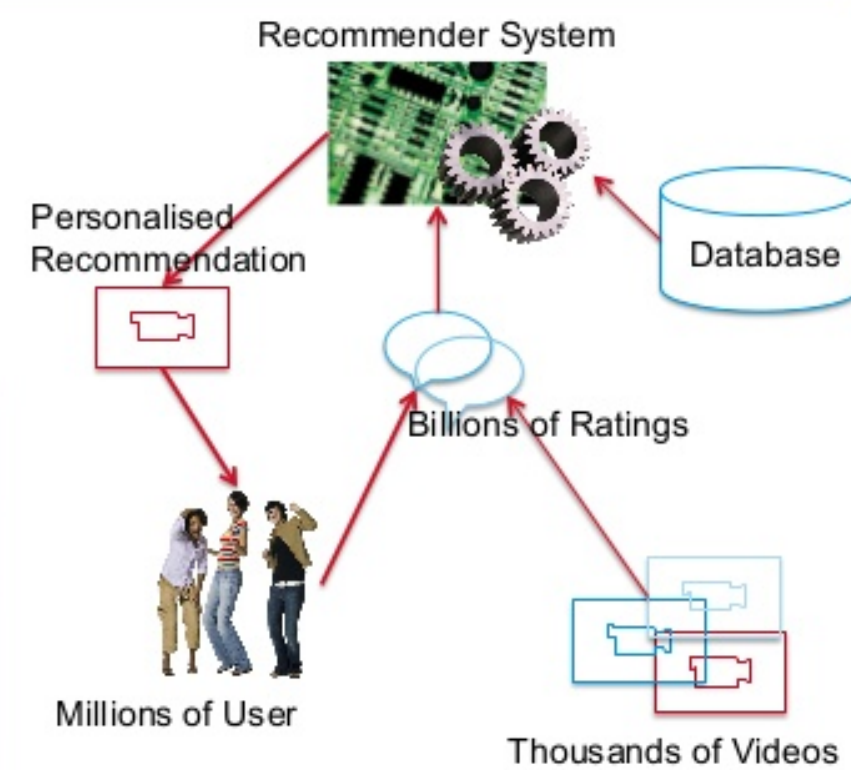 Recommender System
Personalised
Recommendation
Database
Billions of Ratings
Millions of User
Thousands of Videos